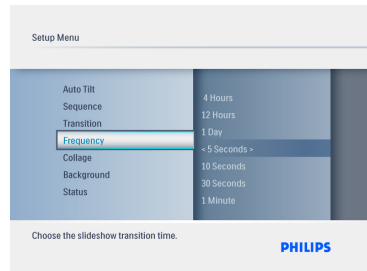 Setup Menu
Auto Tilt
Sequence
Transition
Frequency
Collage
Background
Status
4 Hours
12 Hours
1 Day
< 5 Seconds >
10 Seconds
30 Seconds
1 Minute
Choose the slideshow transition time.
PHILIPS